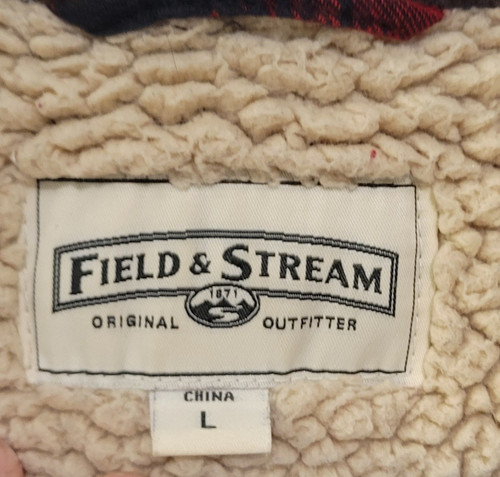 FIELD & STREAM
1871
ORIGINAL OUTFITTER
CHINA
L